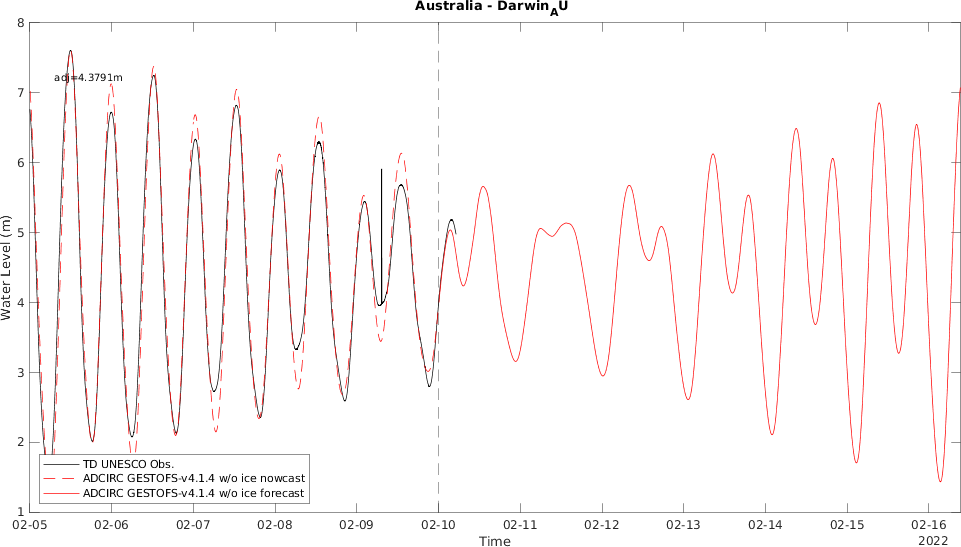 Australia - Darwin_AU
adj=4.3791m
Water Level (m)
8
7
6
5
4
3
2
1
TD UNESCO Obs.
ADCIRC GESTOFS-v4.1.4 w/o ice nowcast
ADCIRC GESTOFS-v4.1.4 w/o ice forecast
02-05 02-06 02-07 02-08 02-09 02-10 02-11 02-12 02-13 02-14 02-15 02-16
Time
2022